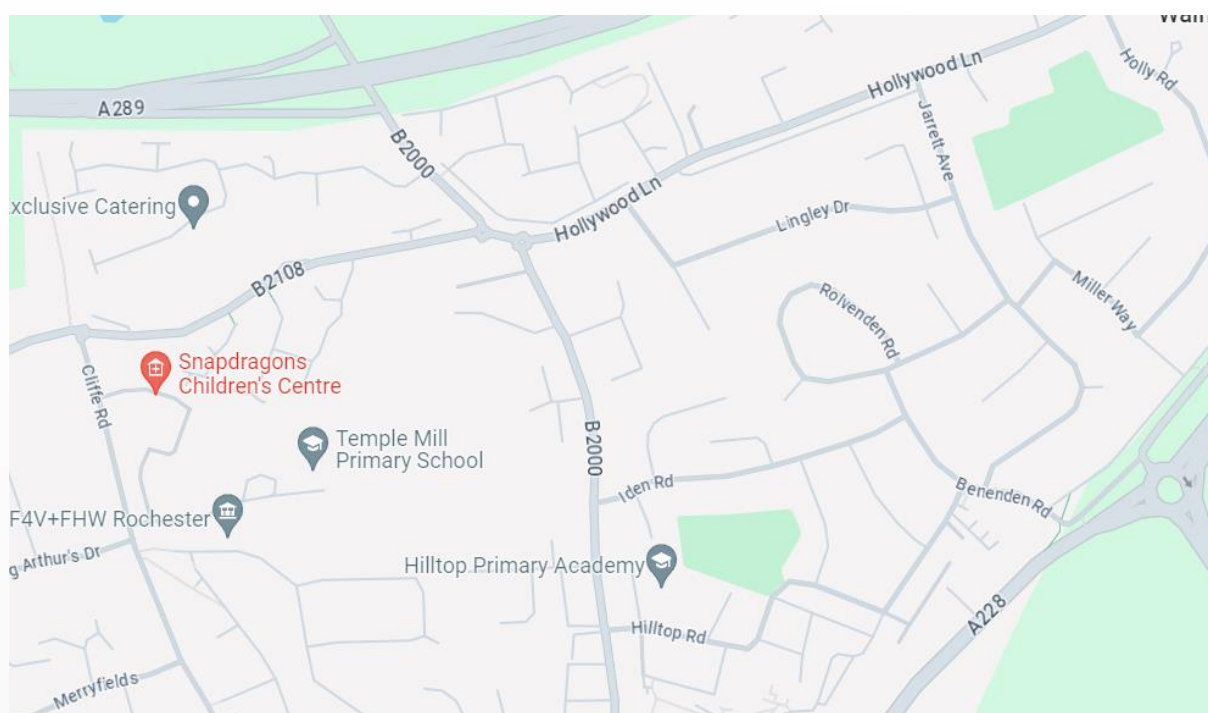 A289
B2000
Hollywood Ln
Holly Rd
Jarrett Ave
xclusive Catering
Hollywood Ln
Lingley Dr
B2108
Rolvenden Rd
Miller Way
Snapdragons
Children's Centre
Cliffe Rd
Temple Mill
Primary School
B2000
Iden Rd
Benenden Rd
F4V+FHW Rochester
g Arthur's Dr
Hilltop Primary Academy
A228
Hilltop Rd
Merryfields